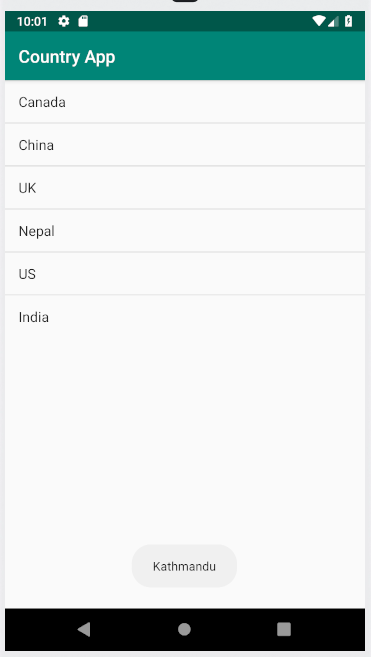 10:01
Country App
Canada
China
UK
Nepal
US
India
Kathmandu